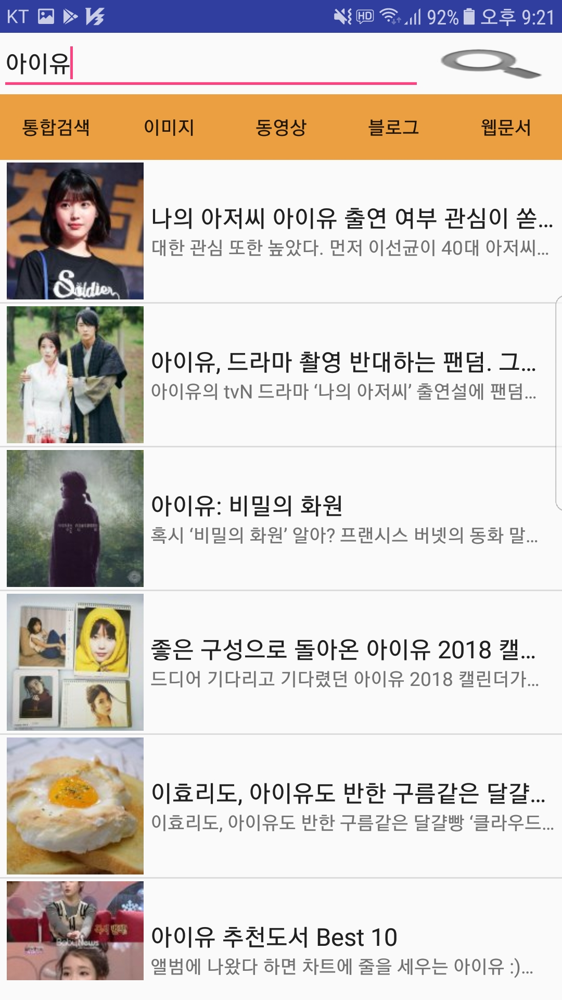 KT HD 92% 오후 9:21
아이유
통합검색 이미지 동영상 블로그 웹문서
나의 아저씨 아이유 출연 여부 관심이 쏟...
대한 관심 또한 높았다. 먼저 이선균이 40대 아저씨...
Soldier
아이유, 드라마 촬영 반대하는 팬덤. 그...
아이유의 tvN 드라마 ‘나의 아저씨’ 출연설에 팬덤...
아이유: 비밀의 화원
혹시 ‘비밀의 화원’ 알아? 프랜시스 버넷의 동화 말...
좋은 구성으로 돌아온 아이유 2018 캘...
드디어 기다리고 기다렸던 아이유 2018 캘린더가...
이효리도, 아이유도 반한 구름같은 달걀...
이효리도, 아이유도 반한 구름같은 달걀빵 ‘클라우드...
BabyNews
아이유 추천도서 Best 10
앨범에 나왔다 하면 차트에 줄을 세우는 아이유 :)...